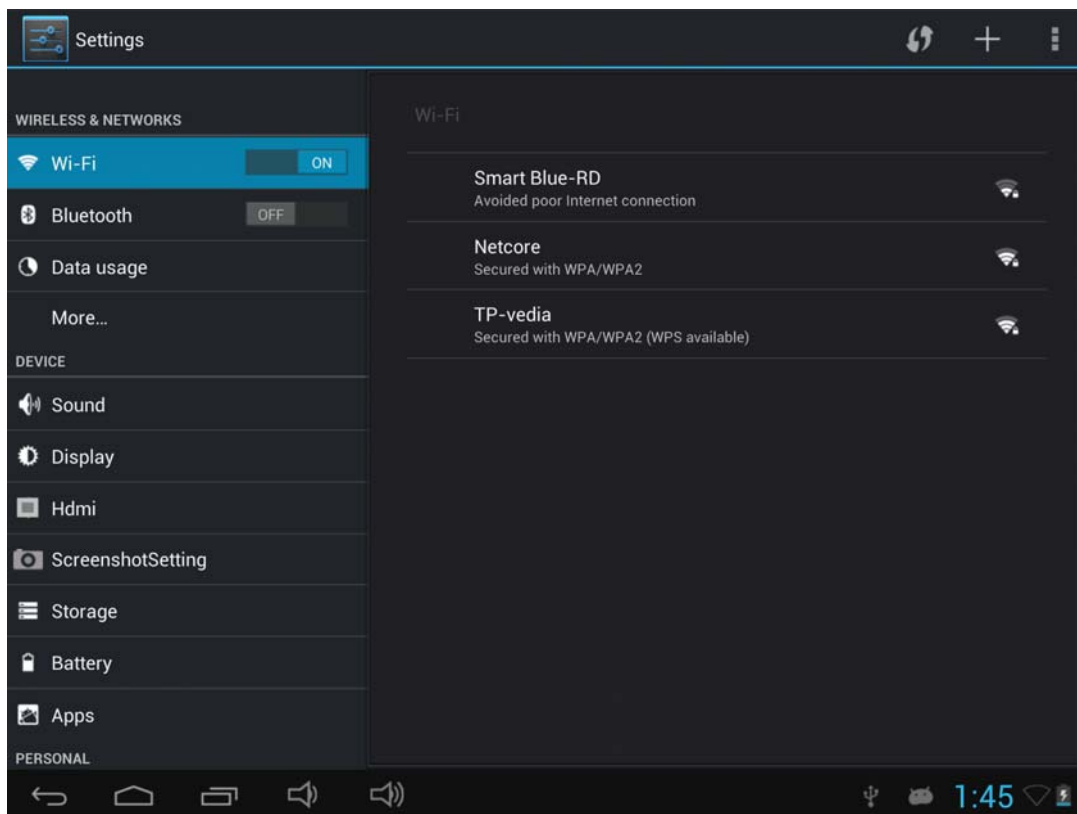 Settings
WIRELESS & NETWORKS
Wi-Fi
ON
Bluetooth
OFF
Data usage
More...
DEVICE
Sound
Display
Hdmi
ScreenshotSetting
Storage
Battery
Apps
PERSONAL
Wi-Fi
Smart Blue-RD
Avoided poor Internet connection
Netcore
Secured with WPA/WPA2
TP-vedia
Secured with WPA/WPA2 (WPS available)
1:45